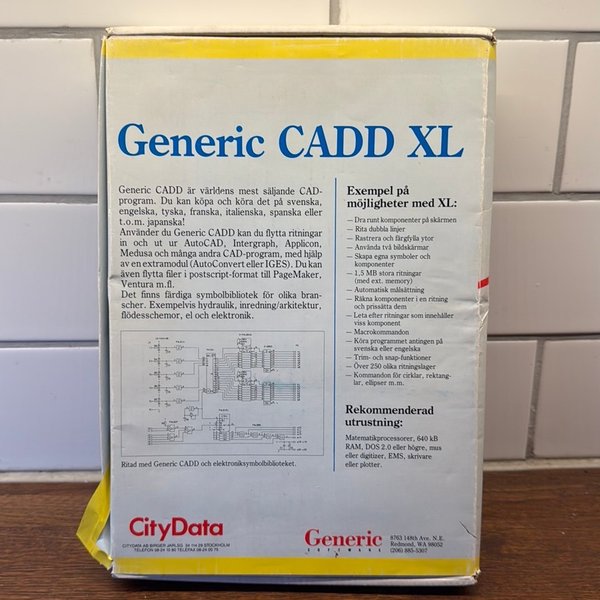 Generic CADD XL
Generic CADD är världens mest säljande CAD-
program. Du kan köpa och köra det på svenska,
engelska, tyska, franska, italienska, spanska eller
t.o.m. japanska!
Använder du Generic CADD kan du flytta ritningar
in och ut ur AutoCAD, Intergraph, Applicon,
Medusa och många andra CAD-program, med hjälp
av en extramodul (AutoConvert eller IGES). Du kan
även flytta filer i postscript-format till PageMaker,
Ventura m.fl.
Det finns färdiga symbolbibliotek för olika bran-
scher. Exempelvis hydraulik, inredning/arkitektur,
flödesschemor, el och elektronik.
Ritad med Generic CADD och elektroniksymbolbiblioteket.
Exempel på
möjligheter med XL:
— Dra runt komponenter på skärmen
— Rita dubbla linjer
— Rastrera och färgfylla ytor
— Använda två bildskärmar
— Skapa egna symboler och
komponenter
— 1,5 MB stora ritningar
(med ext. memory)
— Automatisk målsättning
— Räkna komponenter i en ritning
och prissätta dem
— Leta efter ritningar som innehåller
viss komponent
— Macrokommandon
— Köra programmet antingen på
svenska eller engelska
— Trim- och snap-funktioner
— Över 250 olika ritningslager
— Kommandon för cirklar, rektang-
lar, ellipser m.m.
Rekommenderad
utrustning:
Matematikprocessorer, 640 kB
RAM, DOS 2.0 eller högre, mus
eller digitizer, EMS, skrivare
eller plotter.
CityData
CITYDATA AB BIRGER JARLSG
STOCKHOLM
Generic
SOFTWARE
8763 148th Ave. N.E.
Redmond, WA 98052
(206) 885-5307